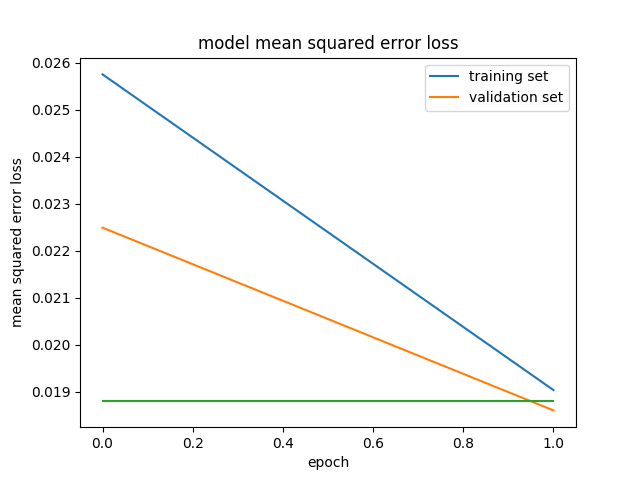 model mean squared error loss
training set
validation set
0.026
0.025
0.024
0.023
0.022
0.021
0.020
0.019
mean squared error loss
0.0 0.2 0.4 0.6 0.8 1.0
epoch